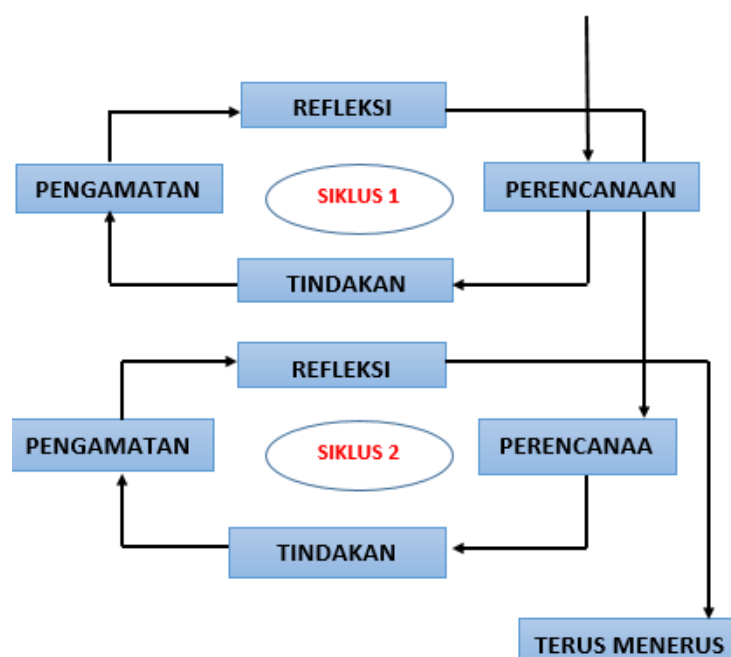 REFLEKSI
PENGAMATAN
SIKLUS 1
PERENCANAAN
TINDAKAN
REFLEKSI
PENGAMATAN
SIKLUS 2
PERENCANAA
TINDAKAN
TERUS MENERUS